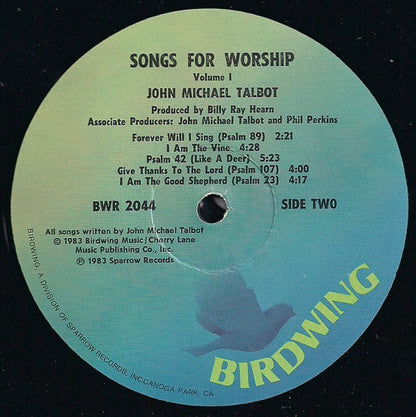 SONGS FOR WORSHIP
Volume I
JOHN MICHAEL TALBOT
Produced by Billy Ray Hearn
Associate Producers: John Michael Talbot and Phil Perkins
Forever Will I Sing (Psalm 89) 2:21
I Am The Vine 4:28
Psalm 42 (Like A Deer) 5:23
Give Thanks To The Lord (Psalm 107) 4:00
I Am The Good Shepherd (Psalm 23) 4:17
BWR 2044
SIDE TWO
All songs written by John Michael Talbot
© 1983 Birdwing Music/Cherry Lane
Music Publishing Co., Inc.
℗ 1983 Sparrow Records
BIRDWING, A DIVISION OF SPARROW RECORDS, INC. CANOGA PARK, CA
BIRDWING